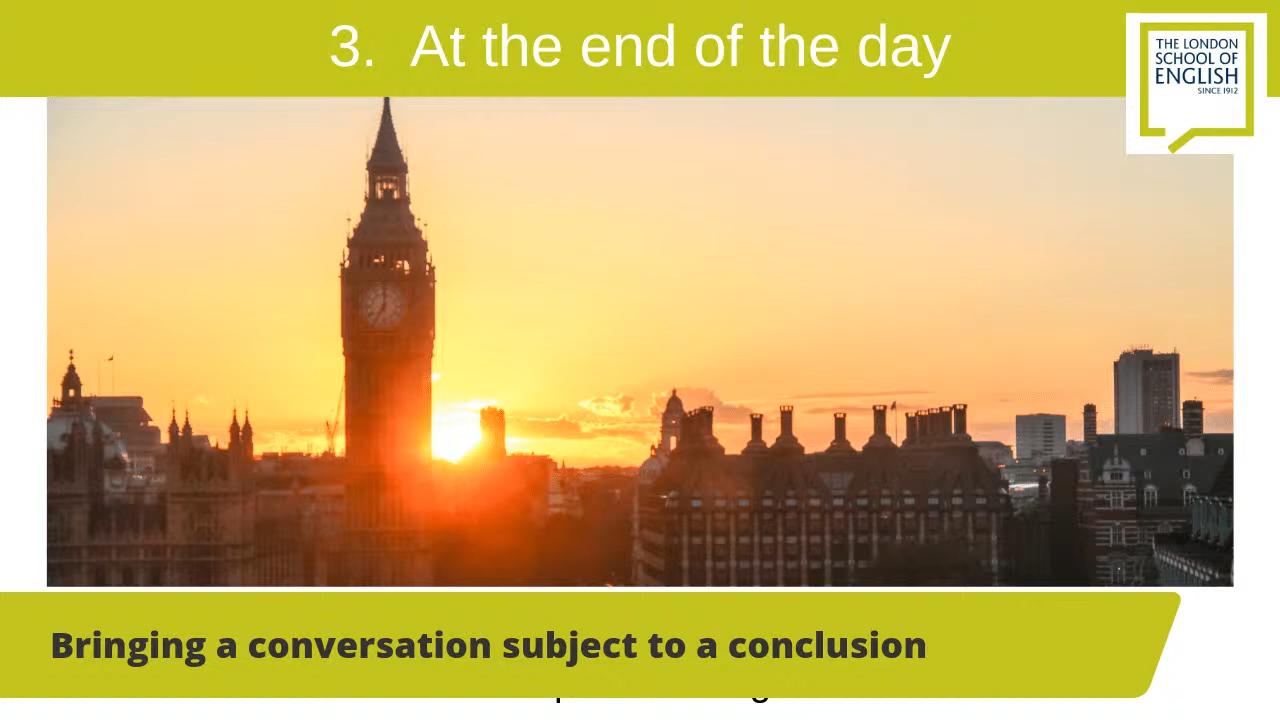 3. At the end of the day
THE LONDON
SCHOOL OF
ENGLISH
SINCE 1912
Bringing a conversation subject to a conclusion